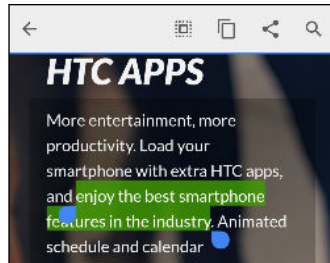 HTC APPS
More entertainment, more
productivity. Load your
smartphone with extra HTC apps,
and enjoy the best smartphone
features in the industry. Animated
schedule and calendar